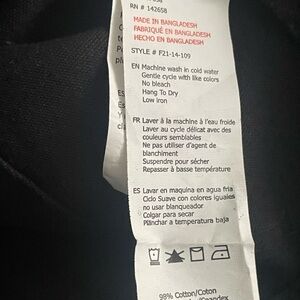 RN # 142658
MADE IN BANGLADESH
FABRIQUÉ EN BANGLADESH
HECHO EN BANGLADESH
STYLE # F21-14-109
EN Machine wash in cold water
Gentle cycle with like colors
No bleach
Hang To Dry
Low iron
FR Laver à la machine à l'eau froide
Laver au cycle délicat avec des
couleurs semblables
Ne pas utiliser d'agent de
blanchiment
Suspendre pour sécher
Repasser à basse température
ES Lavar en maquina en agua fria
Ciclo Suave con colores iguales
no usar blanqueador
Colgar para secar
Plinchar a temperatura baja
98% Cotton/Coton